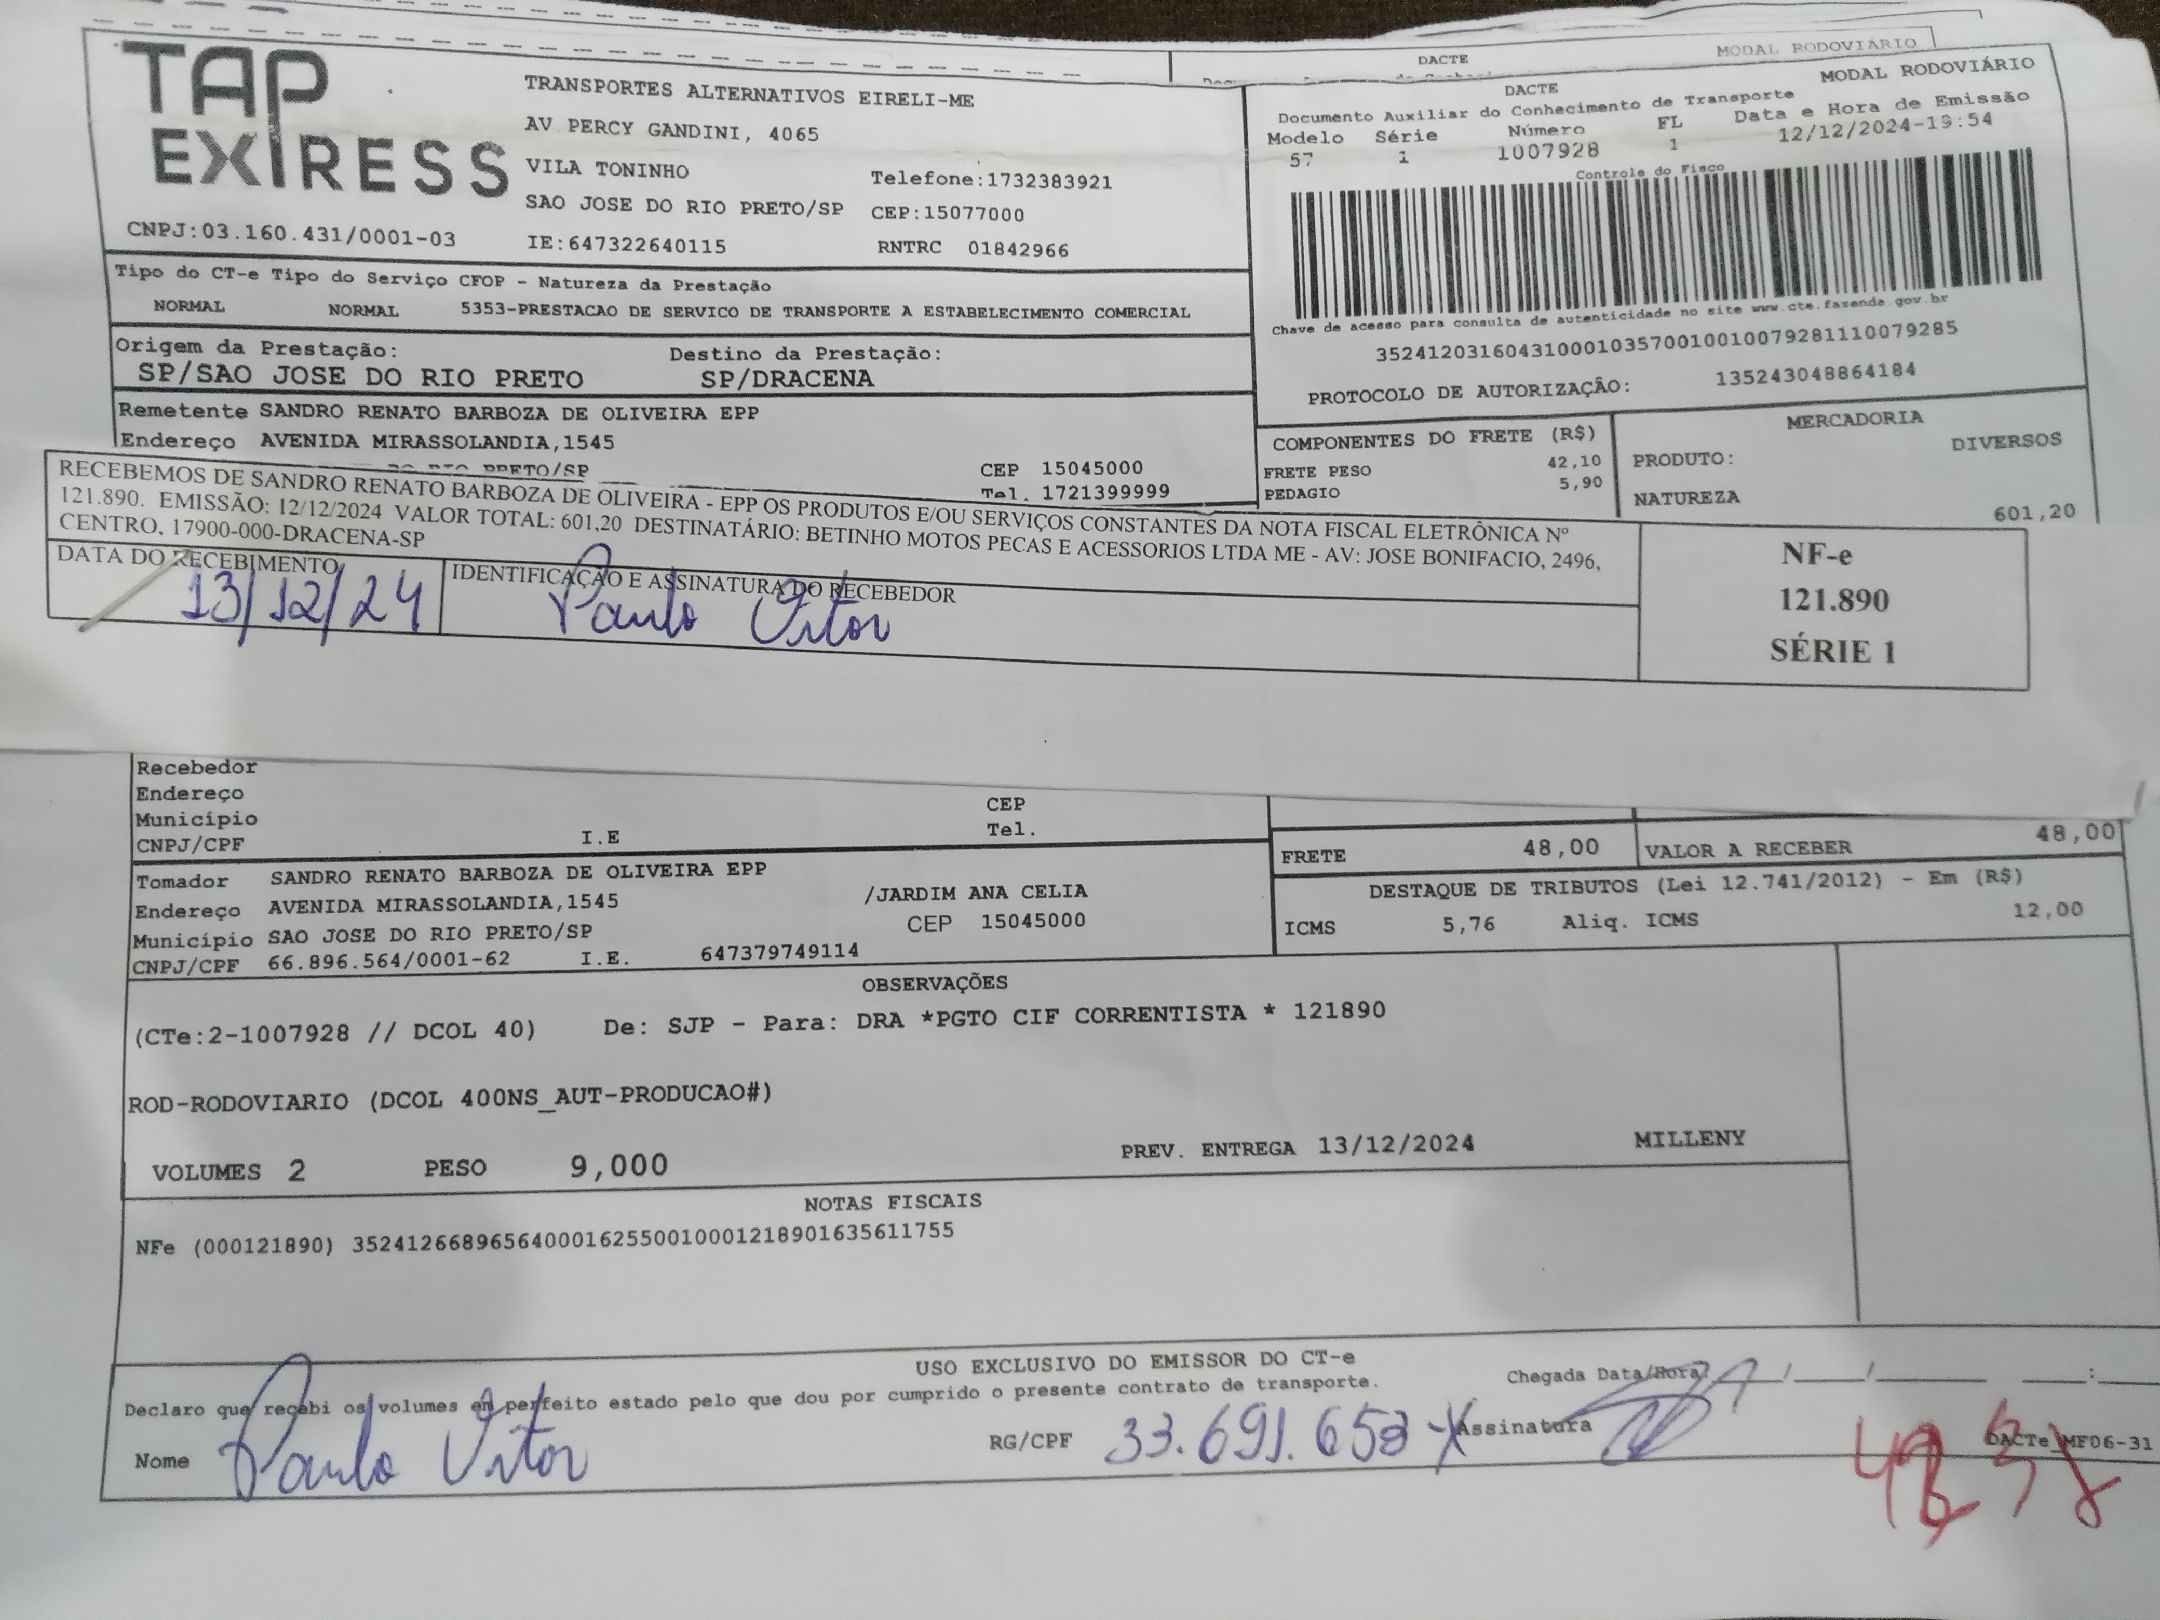 DACTE
MODAL RODOVIÁRIO
TAP
EXPRESS
TRANSPORTES ALTERNATIVOS EIRELI-ME
AV PERCY GANDINI, 4065
VILA TONINHO
Telefone:1732383921
SAO JOSE DO RIO PRETO/SP CEP:15077000
CNPJ:03.160.431/0001-03
IE:647322640115
RNTRC 01842966
DACTE
MODAL RODOVIÁRIO
Documento Auxiliar do Conhecimento de Transporte
Modelo Série Número FL Data e Hora de Emissão
57 1 1007928 1 12/12/2024-19:54
Controle do Fisco
Chave de acesso para consulta de autenticidade no site www.cte.fazenda.gov.br
35241203160431000103570010010079281110079285
PROTOCOLO DE AUTORIZAÇÃO: 135243048864184
Tipo do CT-e Tipo do Serviço CFOP - Natureza da Prestação
NORMAL NORMAL 5353-PRESTACAO DE SERVICO DE TRANSPORTE A ESTABELECIMENTO COMERCIAL
Origem da Prestação: Destino da Prestação:
SP/SAO JOSE DO RIO PRETO SP/DRACENA
Remetente SANDRO RENATO BARBOZA DE OLIVEIRA EPP
Endereço AVENIDA MIRASSOLANDIA,1545
RIO PRETO/SP CEP 15045000
Tel. 1721399999
COMPONENTES DO FRETE (R$)
FRETE PESO 42,10
PEDAGIO 5,90
MERCADORIA
PRODUTO: DIVERSOS
NATUREZA
601,20
RECEBEMOS DE SANDRO RENATO BARBOZA DE OLIVEIRA - EPP OS PRODUTOS E/OU SERVIÇOS CONSTANTES DA NOTA FISCAL ELETRÔNICA Nº
121.890. EMISSÃO: 12/12/2024 VALOR TOTAL: 601,20 DESTINATÁRIO: BETINHO MOTOS PECAS E ACESSORIOS LTDA ME - AV: JOSE BONIFACIO, 2496,
CENTRO, 17900-000-DRACENA-SP
DATA DO RECEBIMENTO
13/12/24
IDENTIFICAÇÃO E ASSINATURA DO RECEBEDOR
Paulo Vitor
NF-e
121.890
SÉRIE 1
Recebedor
Endereço
Município CEP
CNPJ/CPF I.E Tel.
FRETE 48,00 VALOR A RECEBER 48,00
Tomador SANDRO RENATO BARBOZA DE OLIVEIRA EPP
Endereço AVENIDA MIRASSOLANDIA,1545 /JARDIM ANA CELIA
Município SAO JOSE DO RIO PRETO/SP CEP 15045000
CNPJ/CPF 66.896.564/0001-62 I.E. 647379749114
DESTAQUE DE TRIBUTOS (Lei 12.741/2012) - Em (R$)
ICMS 5,76 Aliq. ICMS 12,00
OBSERVAÇÕES
(CTe:2-1007928 // DCOL 40) De: SJP - Para: DRA *PGTO CIF CORRENTISTA * 121890
ROD-RODOVIARIO (DCOL 400NS_AUT-PRODUCAO#)
VOLUMES 2 PESO 9,000 PREV. ENTREGA 13/12/2024 MILLENY
NOTAS FISCAIS
NFe (000121890) 35241266896564000162550010001218901635611755
USO EXCLUSIVO DO EMISSOR DO CT-e
Declaro que recebi os volumes em perfeito estado pelo que dou por cumprido o presente contrato de transporte.
Chegada Data/Hora: / / :
Nome Paulo Vitor
RG/CPF 33.691.653-X
Assinatura
DACTe_MF06-31